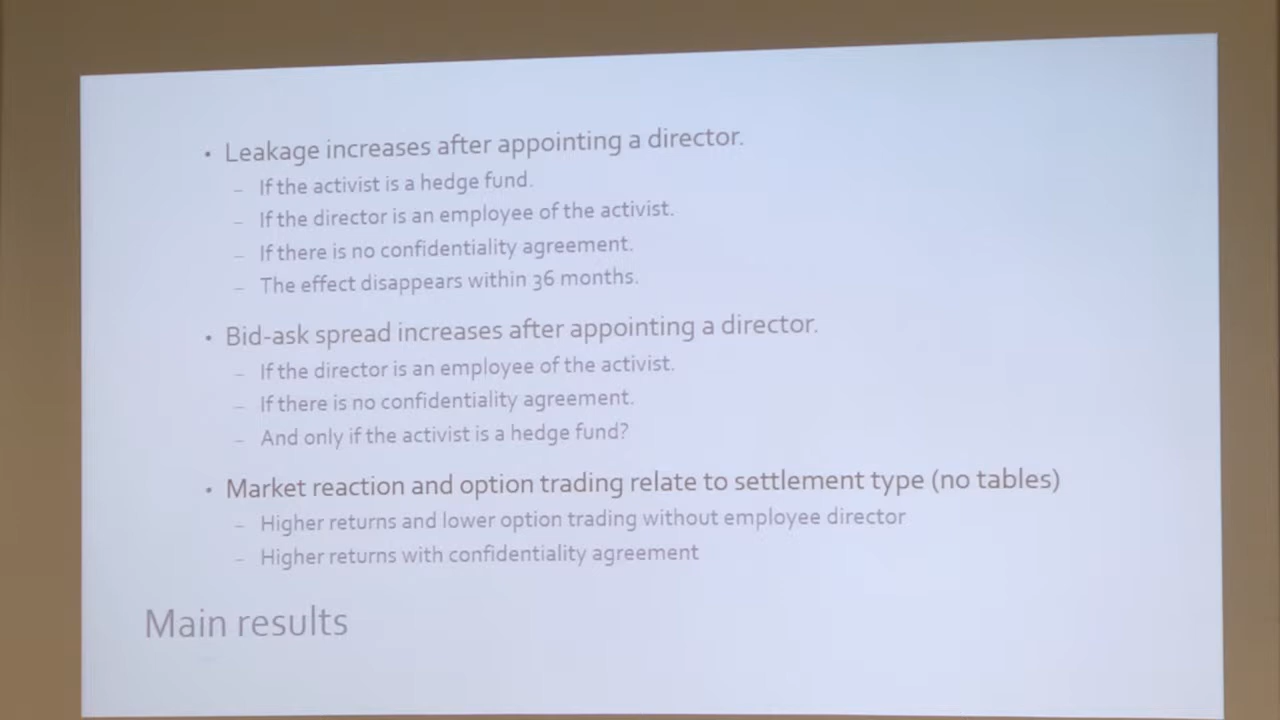 • Leakage increases after appointing a director.
– If the activist is a hedge fund.
– If the director is an employee of the activist.
– If there is no confidentiality agreement.
– The effect disappears within 36 months.
• Bid-ask spread increases after appointing a director.
– If the director is an employee of the activist.
– If there is no confidentiality agreement.
– And only if the activist is a hedge fund?
• Market reaction and option trading relate to settlement type (no tables)
– Higher returns and lower option trading without employee director
– Higher returns with confidentiality agreement
Main results